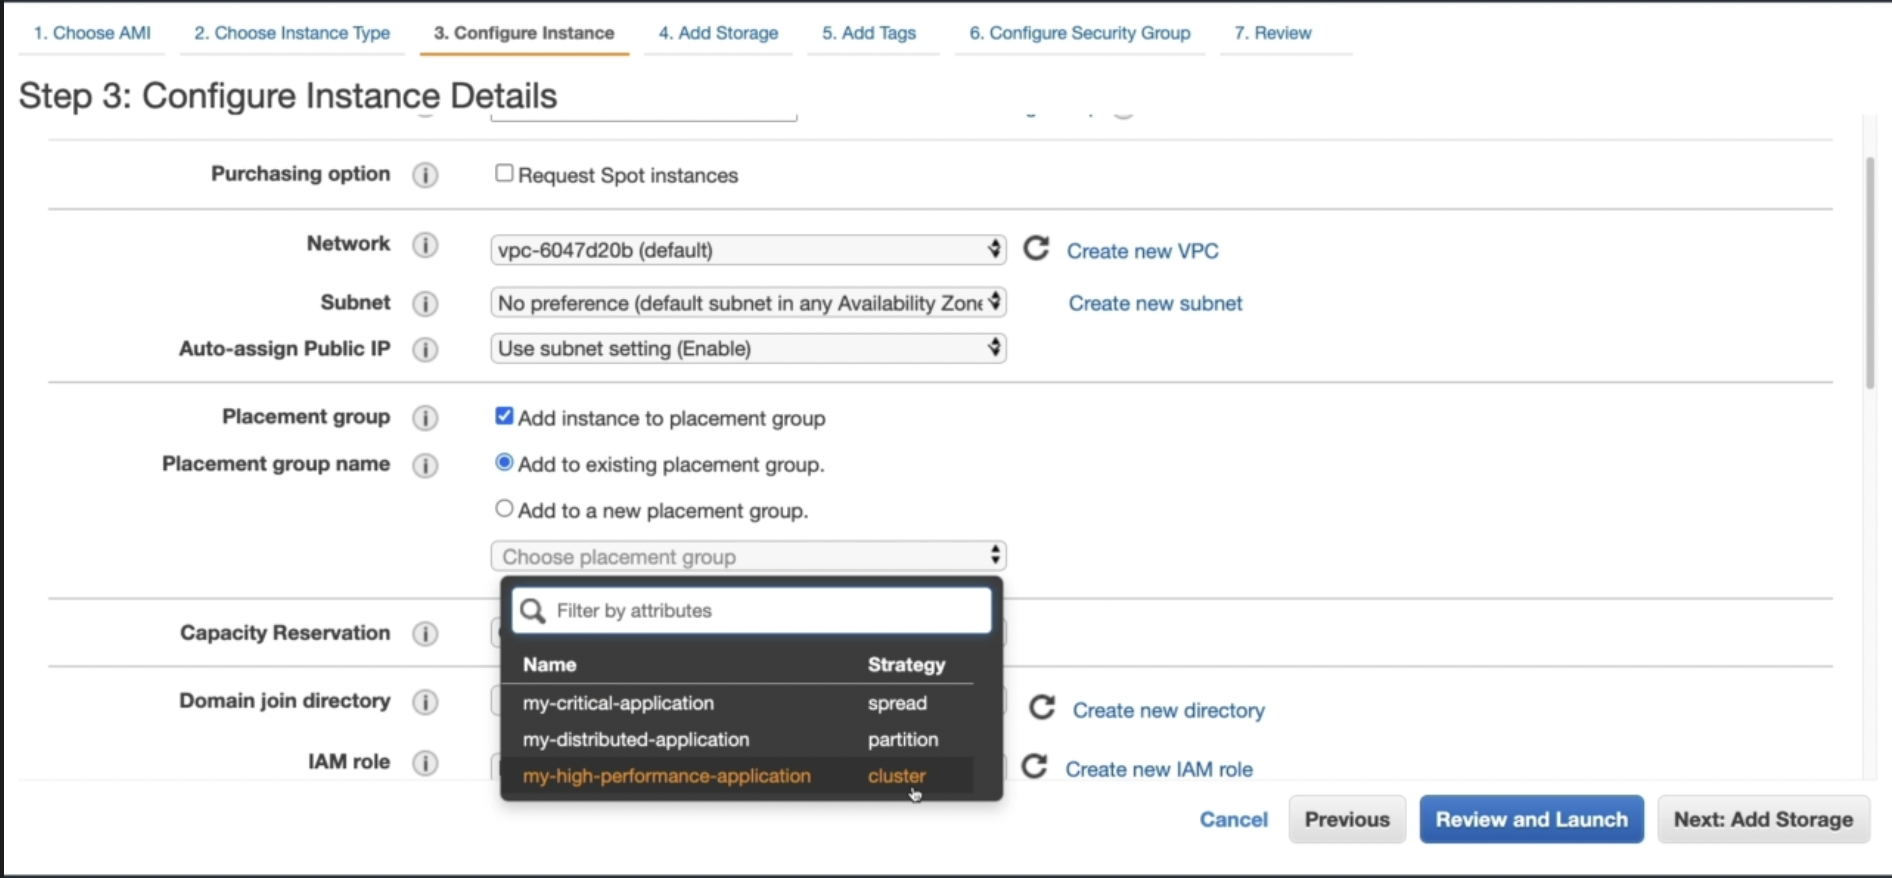 1. Choose AMI 2. Choose Instance Type 3. Configure Instance 4. Add Storage 5. Add Tags 6. Configure Security Group 7. Review
Step 3: Configure Instance Details
Purchasing option Request Spot instances
Network vpc-6047d20b (default) Create new VPC
Subnet No preference (default subnet in any Availability Zone Create new subnet
Auto-assign Public IP Use subnet setting (Enable)
Placement group Add instance to placement group
Placement group name Add to existing placement group.
Add to a new placement group.
Choose placement group
Filter by attributes
Capacity Reservation
Name Strategy
my-critical-application spread
Domain join directory Create new directory
my-distributed-application partition
IAM role Create new IAM role
my-high-performance-application cluster
Cancel Previous Review and Launch Next: Add Storage